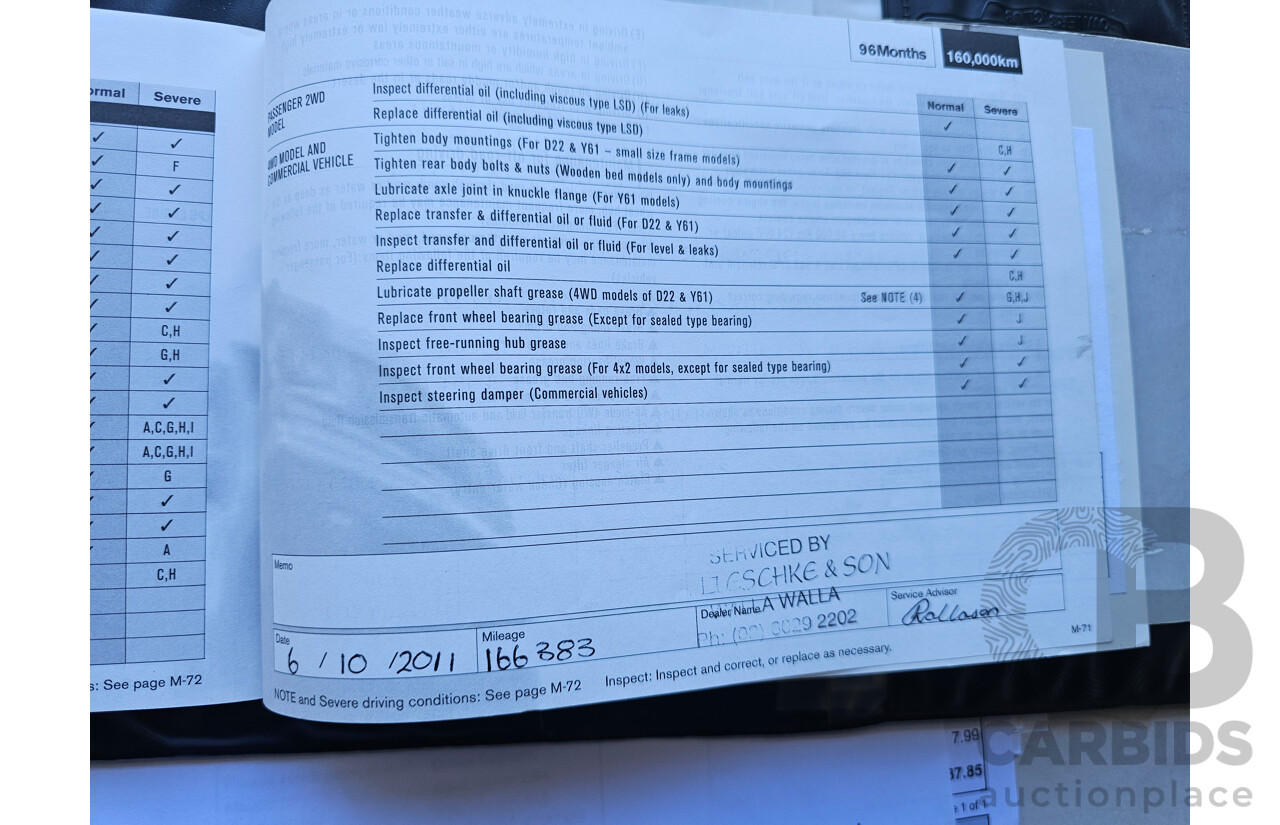 96Months 160,000km
ormal Severe
✓ ✓
✓ F
✓ ✓
✓ ✓
✓ ✓
✓ ✓
✓ ✓
✓ ✓
C,H
G,H
✓ ✓
✓ ✓
A,C,G,H,I
A,C,G,H,I
G
✓
✓
A
C,H
s: See page M-72
Normal Severe
PASSENGER 2WD
MODEL
Inspect differential oil (including viscous type LSD) (For leaks) ✓
Replace differential oil (including viscous type LSD) C,H
4WD MODEL AND
COMMERCIAL VEHICLE
Tighten body mountings (For D22 & Y61 – small size frame models) ✓ ✓
Tighten rear body bolts & nuts (Wooden bed models only) and body mountings ✓ ✓
Lubricate axle joint in knuckle flange (For Y61 models) ✓ ✓
Replace transfer & differential oil or fluid (For D22 & Y61) ✓ ✓
Inspect transfer and differential oil or fluid (For level & leaks) ✓ ✓
Replace differential oil C,H
Lubricate propeller shaft grease (4WD models of D22 & Y61) See NOTE (4) ✓ G,H,J
Replace front wheel bearing grease (Except for sealed type bearing) ✓ J
Inspect free-running hub grease ✓ J
Inspect front wheel bearing grease (For 4x2 models, except for sealed type bearing) ✓ ✓
Inspect steering damper (Commercial vehicles) ✓ ✓
Memo
SERVICED BY
LIESCHKE & SON
Dealer Name A WALLA
Ph: (02) 6029 2202
Service Advisor
Date
6 / 10 / 2011
Mileage
166383
M-71
NOTE and Severe driving conditions: See page M-72 Inspect: Inspect and correct, or replace as necessary.
7.99
37.85
1 of 1
CARBIDS
auctionplace